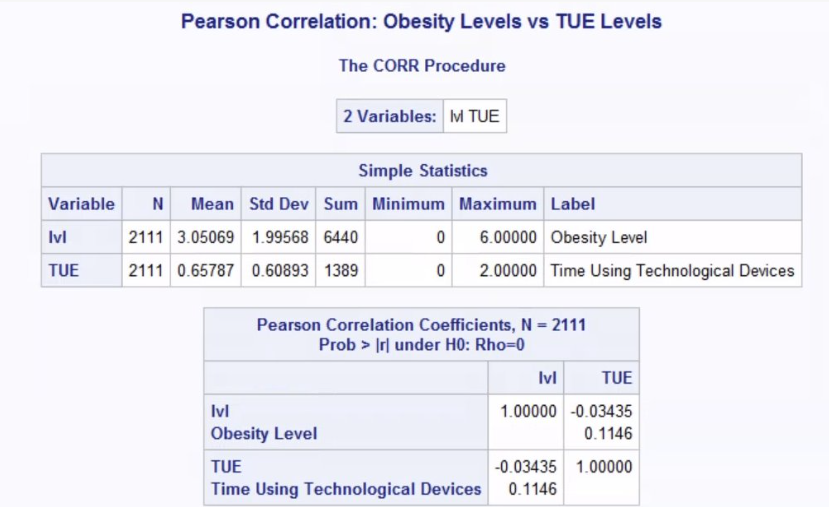 Pearson Correlation: Obesity Levels vs TUE Levels
The CORR Procedure
2 Variables: lvl TUE
Simple Statistics
Variable N Mean Std Dev Sum Minimum Maximum Label
lvl 2111 3.05069 1.99568 6440 0 6.00000 Obesity Level
TUE 2111 0.65787 0.60893 1389 0 2.00000 Time Using Technological Devices
Pearson Correlation Coefficients, N = 2111
Prob > |r| under H0: Rho=0
lvl TUE
lvl 1.00000 -0.03435
Obesity Level 0.1146
TUE -0.03435 1.00000
Time Using Technological Devices 0.1146